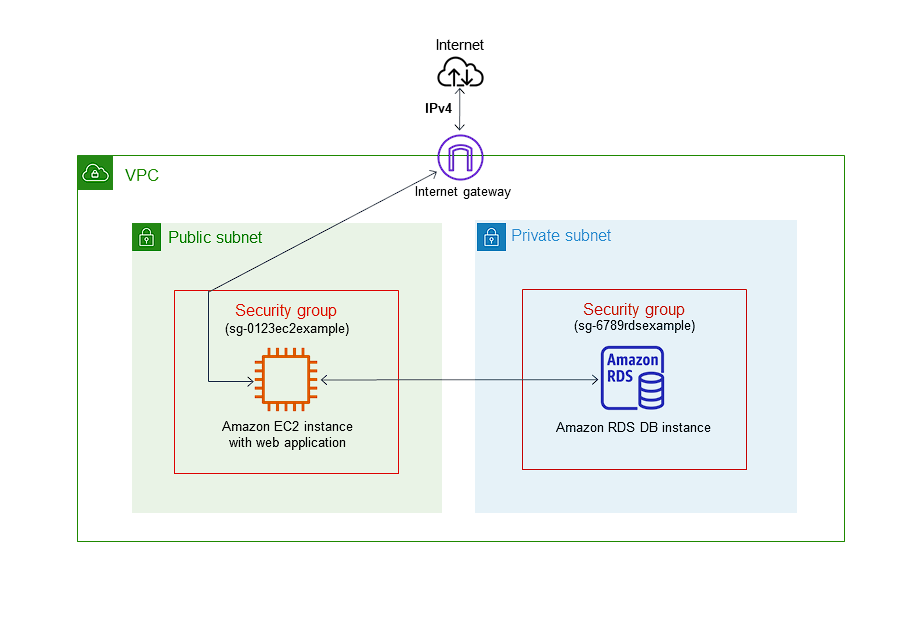 Internet
IPv4
Internet gateway
VPC
Public subnet
Security group
(sg-0123ec2example)
Amazon EC2 instance
with web application
Private subnet
Security group
(sg-6789rdsexample)
Amazon
RDS
Amazon RDS DB instance